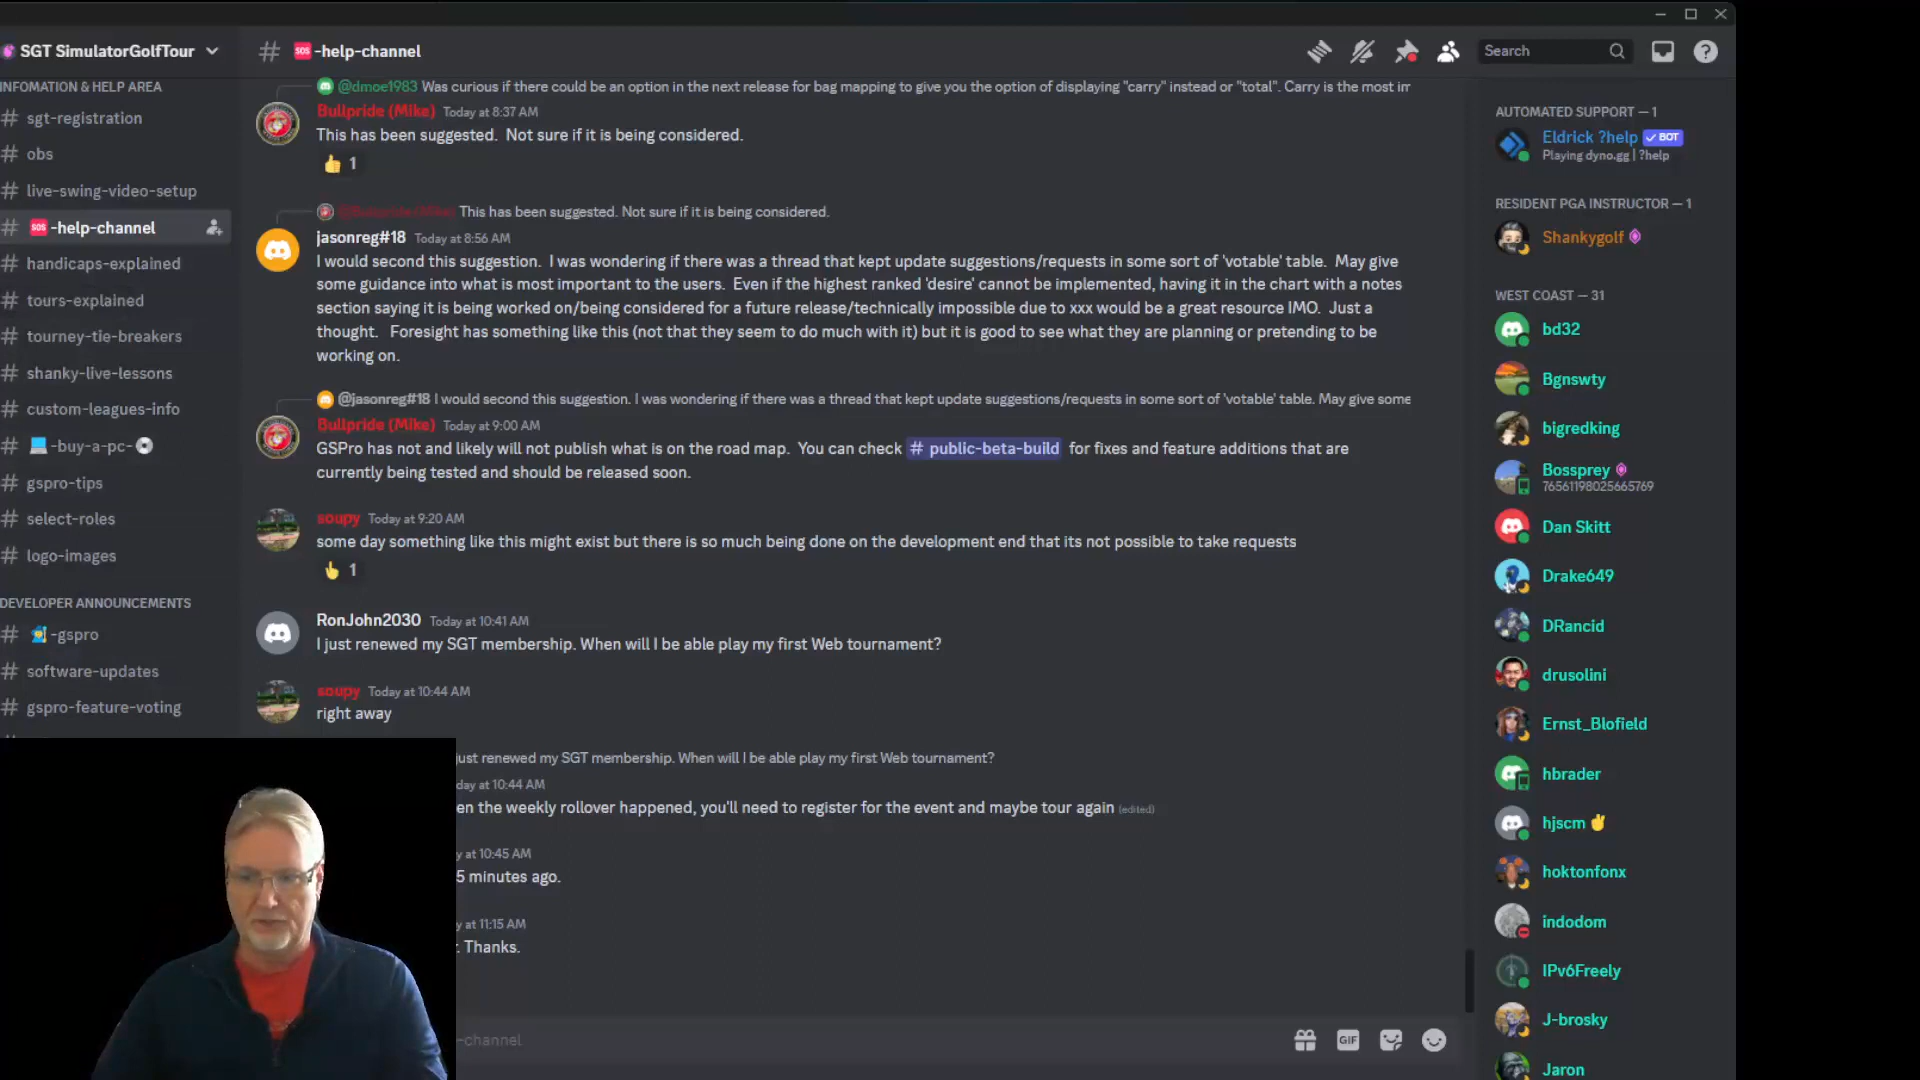 SGT SimulatorGolfTour
INFOMATION & HELP AREA
# sgt-registration
# obs
# live-swing-video-setup
# SOS -help-channel
# handicaps-explained
# tours-explained
# tourney-tie-breakers
# shanky-live-lessons
# custom-leagues-info
# 💻-buy-a-pc-💿
# gspro-tips
# select-roles
# logo-images
DEVELOPER ANNOUNCEMENTS
# -gspro
# software-updates
# gspro-feature-voting
# SOS -help-channel
Search
@dmoe1983 Was curious if there could be an option in the next release for bag mapping to give you the option of displaying "carry" instead or "total". Carry is the most im
Bullpride (Mike) Today at 8:37 AM
This has been suggested. Not sure if it is being considered.
👍 1
@Bullpride (Mike) This has been suggested. Not sure if it is being considered.
jasonreg#18 Today at 8:56 AM
I would second this suggestion. I was wondering if there was a thread that kept update suggestions/requests in some sort of 'votable' table. May give
some guidance into what is most important to the users. Even if the highest ranked 'desire' cannot be implemented, having it in the chart with a notes
section saying it is being worked on/being considered for a future release/technically impossible due to xxx would be a great resource IMO. Just a
thought. Foresight has something like this (not that they seem to do much with it) but it is good to see what they are planning or pretending to be
working on.
@jasonreg#18 I would second this suggestion. I was wondering if there was a thread that kept update suggestions/requests in some sort of 'votable' table. May give some
Bullpride (Mike) Today at 9:00 AM
GSPro has not and likely will not publish what is on the road map. You can check # public-beta-build for fixes and feature additions that are
currently being tested and should be released soon.
soupy Today at 9:20 AM
some day something like this might exist but there is so much being done on the development end that its not possible to take requests
👆 1
RonJohn2030 Today at 10:41 AM
I just renewed my SGT membership. When will I be able play my first Web tournament?
soupy Today at 10:44 AM
right away
just renewed my SGT membership. When will I be able play my first Web tournament?
day at 10:44 AM
en the weekly rollover happened, you'll need to register for the event and maybe tour again (edited)
y at 10:45 AM
5 minutes ago.
y at 11:15 AM
. Thanks.
-channel
GIF
AUTOMATED SUPPORT — 1
Eldrick ?help ✓ BOT
Playing dyno.gg | ?help
RESIDENT PGA INSTRUCTOR — 1
Shankygolf
WEST COAST — 31
bd32
Bgnswty
bigredking
Bossprey
76561198025665769
Dan Skitt
Drake649
DRancid
drusolini
Ernst_Blofield
hbrader
hjscm ✌
hoktonfonx
indodom
IPv6Freely
J-brosky
Jaron